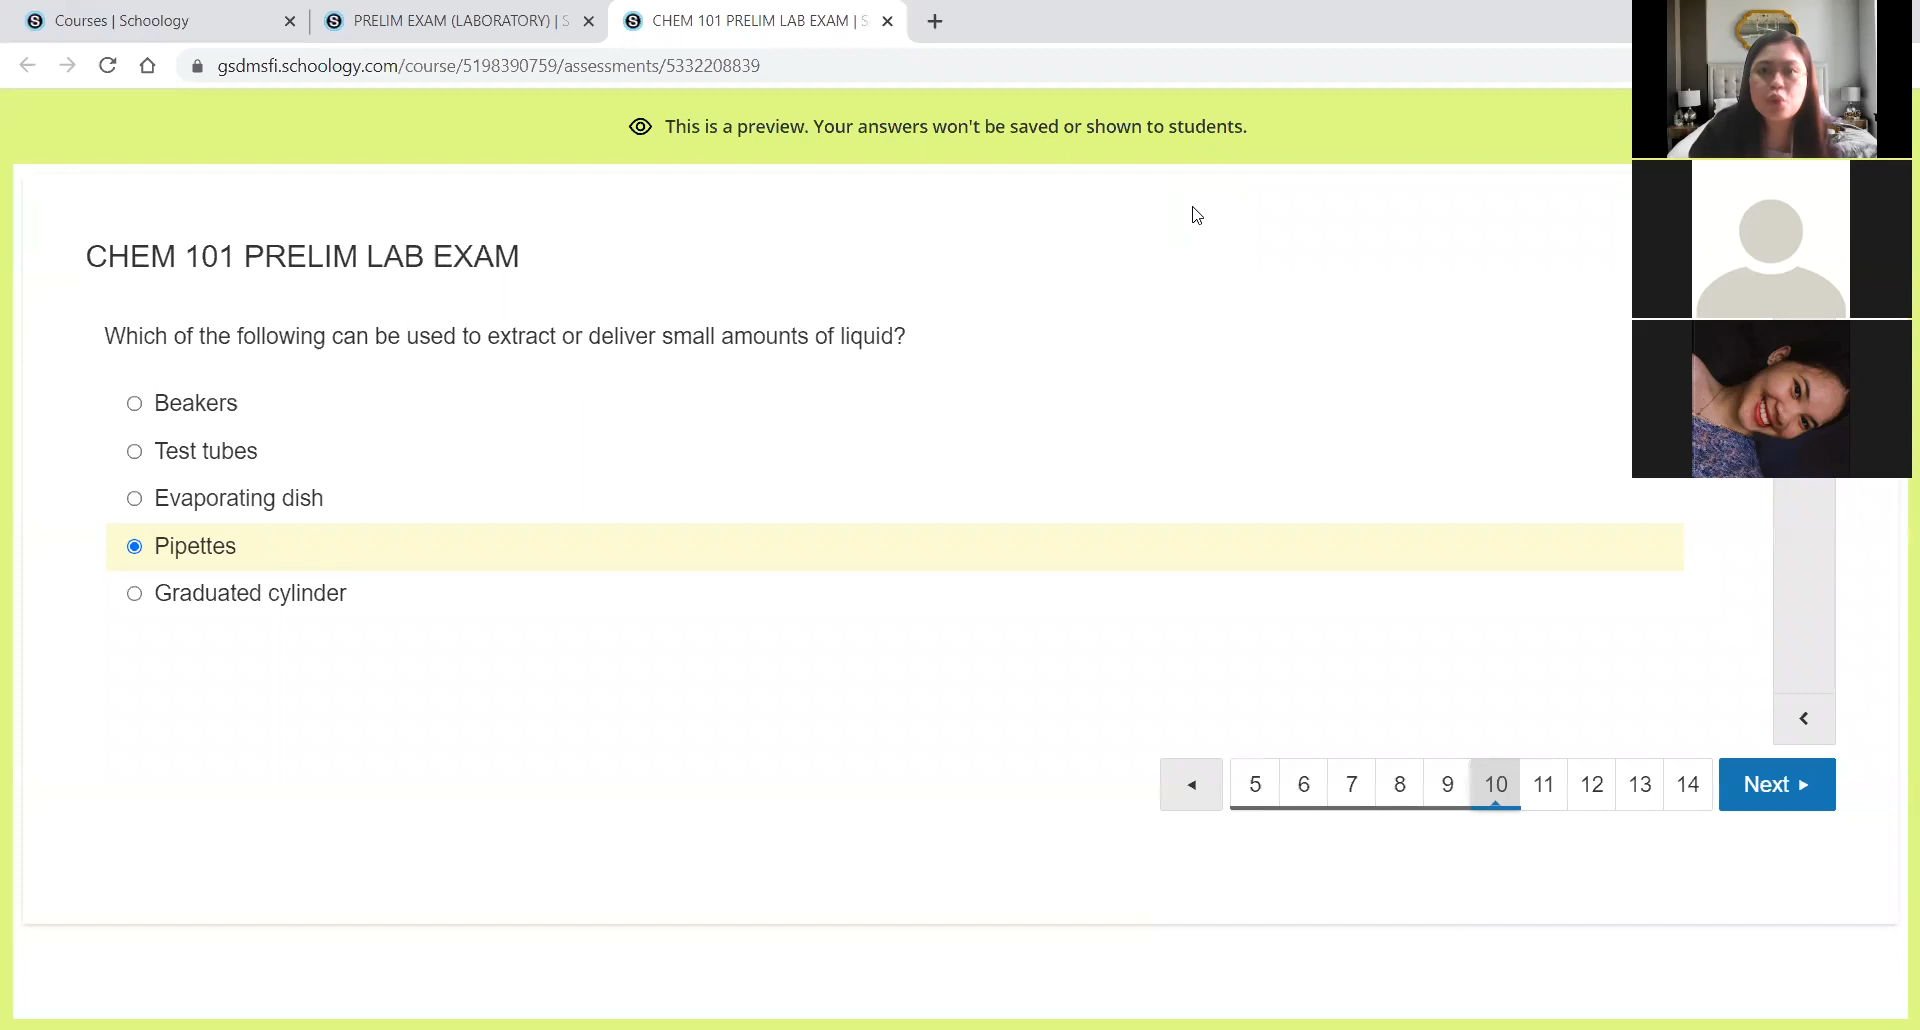 Courses | Schoology
PRELIM EXAM (LABORATORY) | S
CHEM 101 PRELIM LAB EXAM | S
gsdmsfi.schoology.com/course/5198390759/assessments/5332208839
This is a preview. Your answers won't be saved or shown to students.
CHEM 101 PRELIM LAB EXAM
Which of the following can be used to extract or deliver small amounts of liquid?
Beakers
Test tubes
Evaporating dish
Pipettes
Graduated cylinder
5 6 7 8 9 10 11 12 13 14 Next